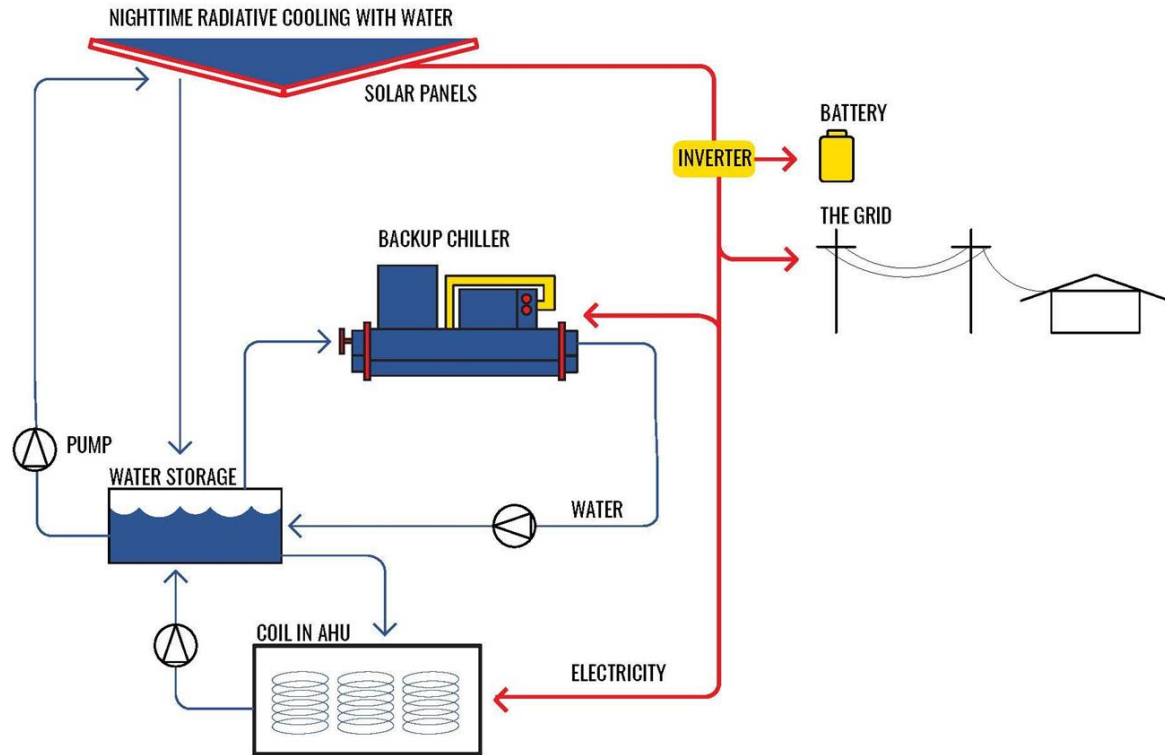 NIGHTTIME RADIATIVE COOLING WITH WATER
SOLAR PANELS
BATTERY
INVERTER
THE GRID
BACKUP CHILLER
PUMP
WATER STORAGE
WATER
COIL IN AHU
ELECTRICITY